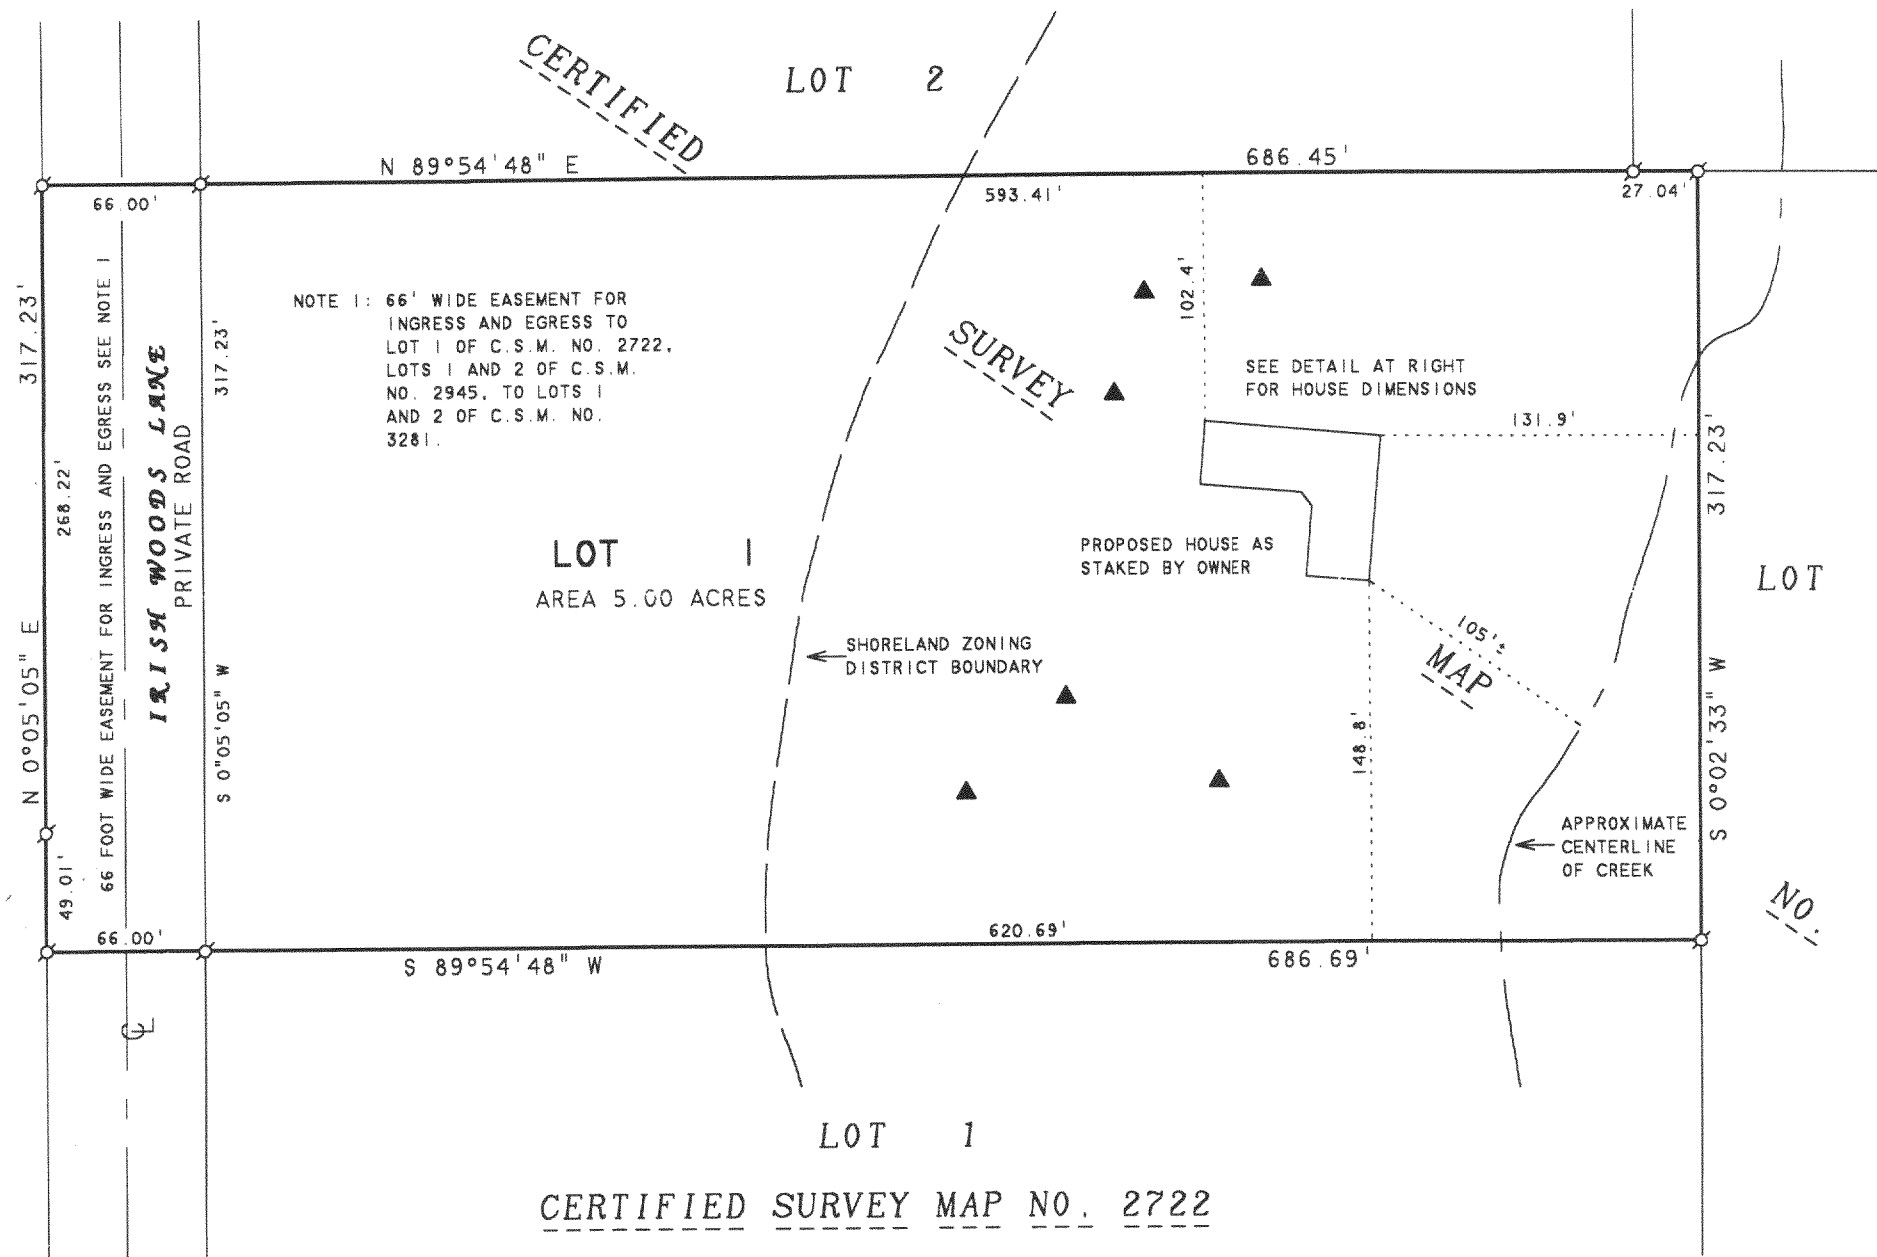 LOT 2
CERTIFIED
N 89°54'48" E
686.45'
66.00'
593.41'
27.04'
317.23'
268.22'
N 0°05'05" E
49.01'
66 FOOT WIDE EASEMENT FOR INGRESS AND EGRESS SEE NOTE 1
IRISH WOODS LANE
PRIVATE ROAD
317.23'
S 0"05'05" W
NOTE 1: 66' WIDE EASEMENT FOR
INGRESS AND EGRESS TO
LOT 1 OF C.S.M. NO. 2722,
LOTS 1 AND 2 OF C.S.M.
NO. 2945, TO LOTS 1
AND 2 OF C.S.M. NO.
3281.
102.4'
SURVEY
SEE DETAIL AT RIGHT
FOR HOUSE DIMENSIONS
131.9'
317.23'
LOT 1
AREA 5.00 ACRES
PROPOSED HOUSE AS
STAKED BY OWNER
LOT
SHORELAND ZONING
DISTRICT BOUNDARY
105'±
MAP
148.8'
S 0°02'33" W
APPROXIMATE
CENTERLINE
OF CREEK
NO.
66.00'
620.69'
S 89°54'48" W
686.69'
CL
LOT 1
CERTIFIED SURVEY MAP NO. 2722